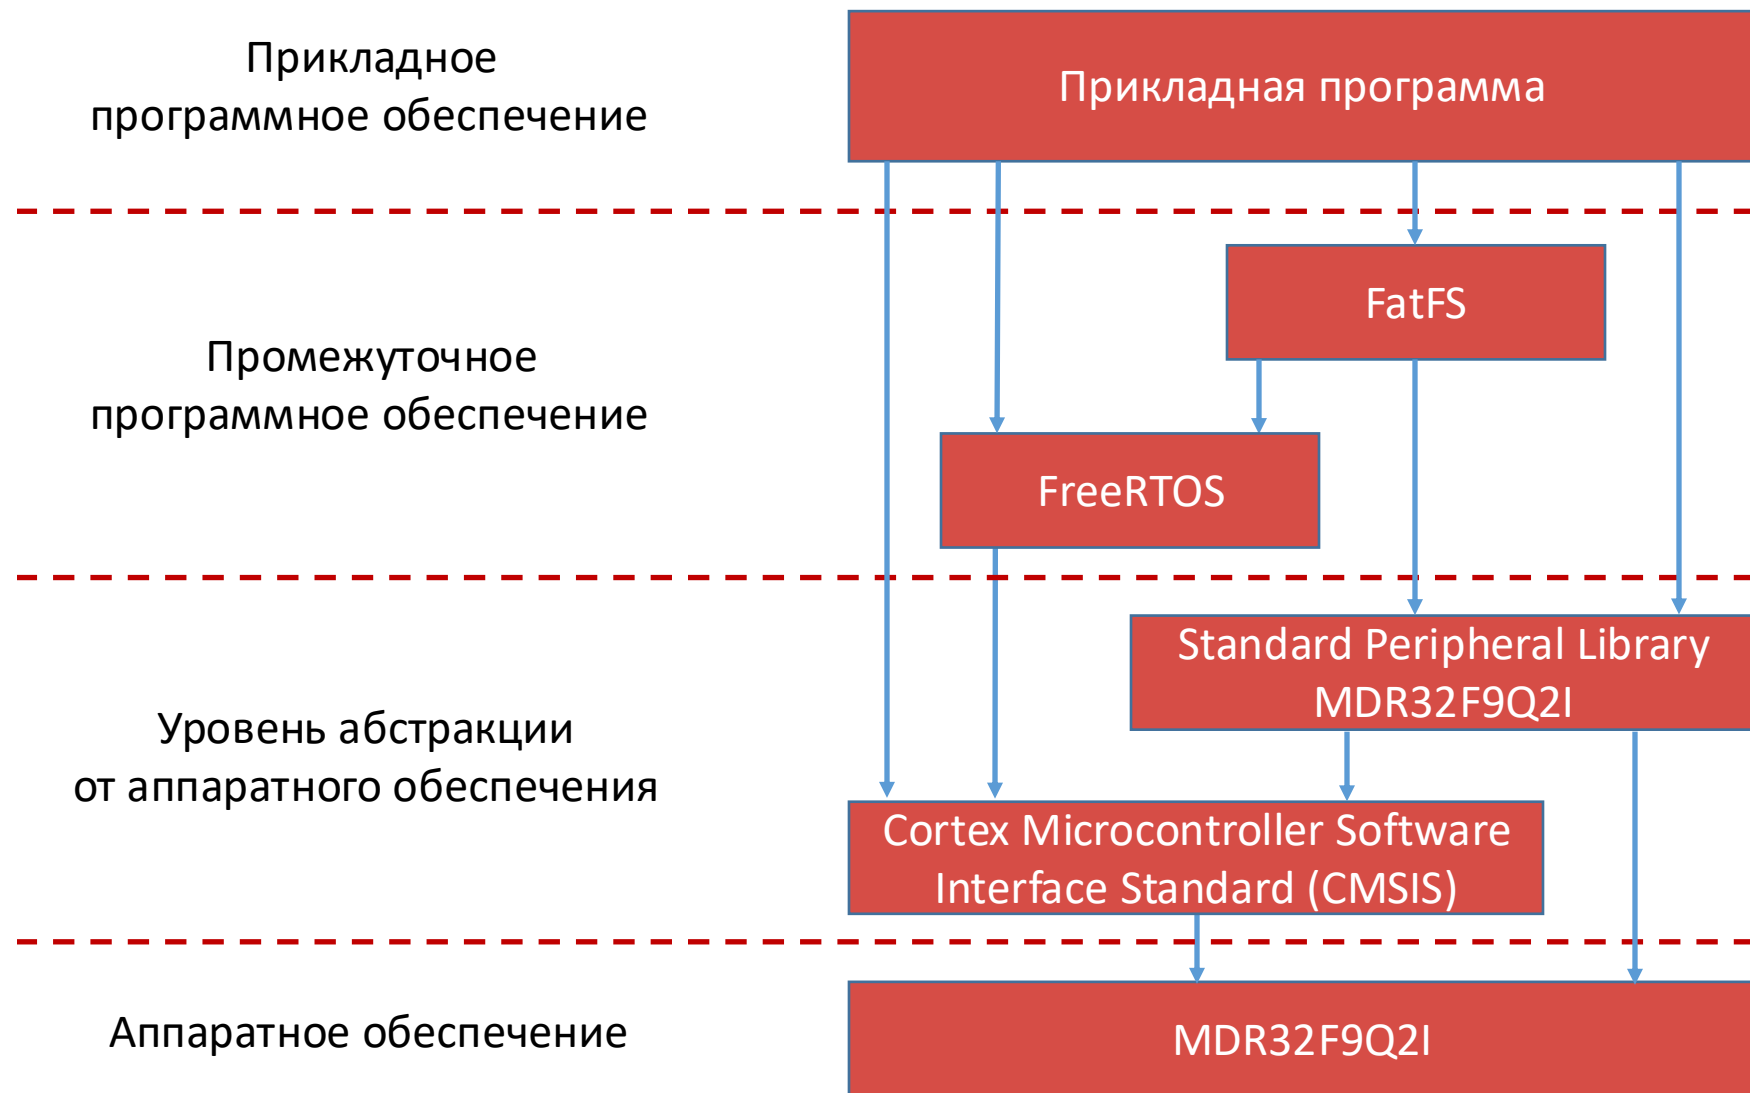 Прикладное
программное обеспечение
Прикладная программа
FatFS
Промежуточное
программное обеспечение
FreeRTOS
Standard Peripheral Library
MDR32F9Q2I
Уровень абстракции
от аппаратного обеспечения
Cortex Microcontroller Software
Interface Standard (CMSIS)
Аппаратное обеспечение
MDR32F9Q2I